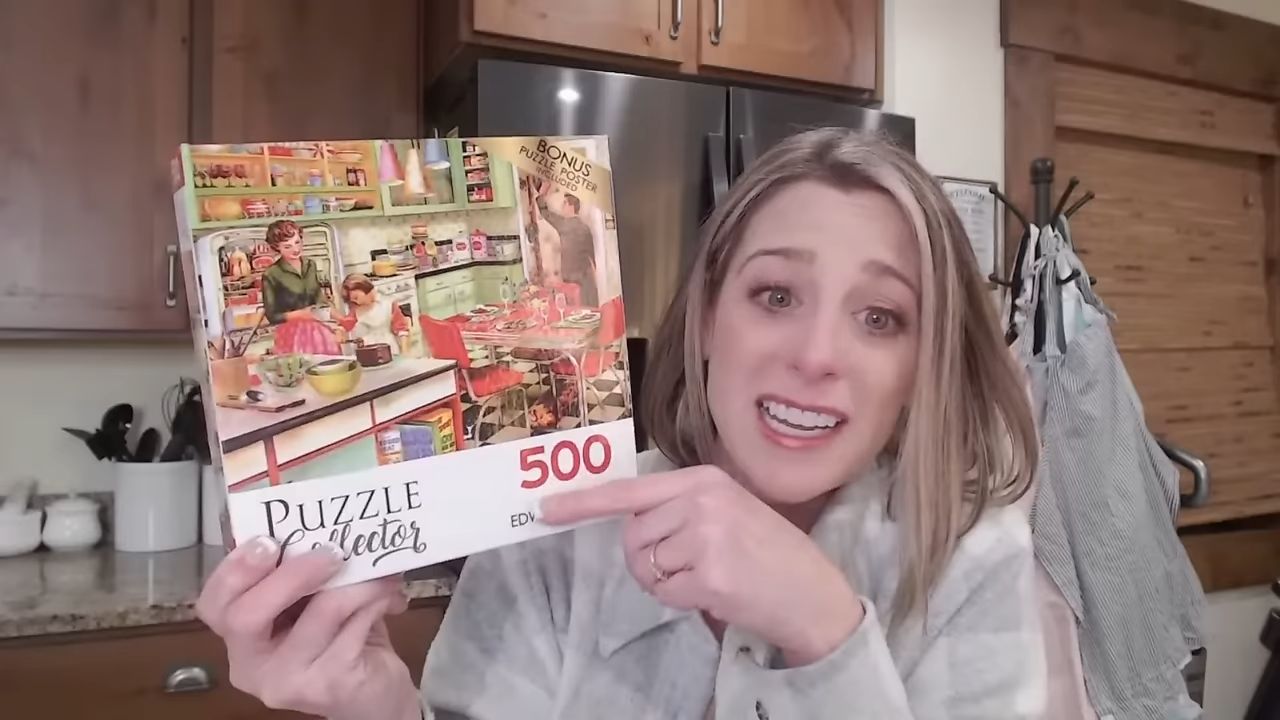 BONUS
PUZZLE POSTER
INCLUDED
500
PUZZLE
Collector